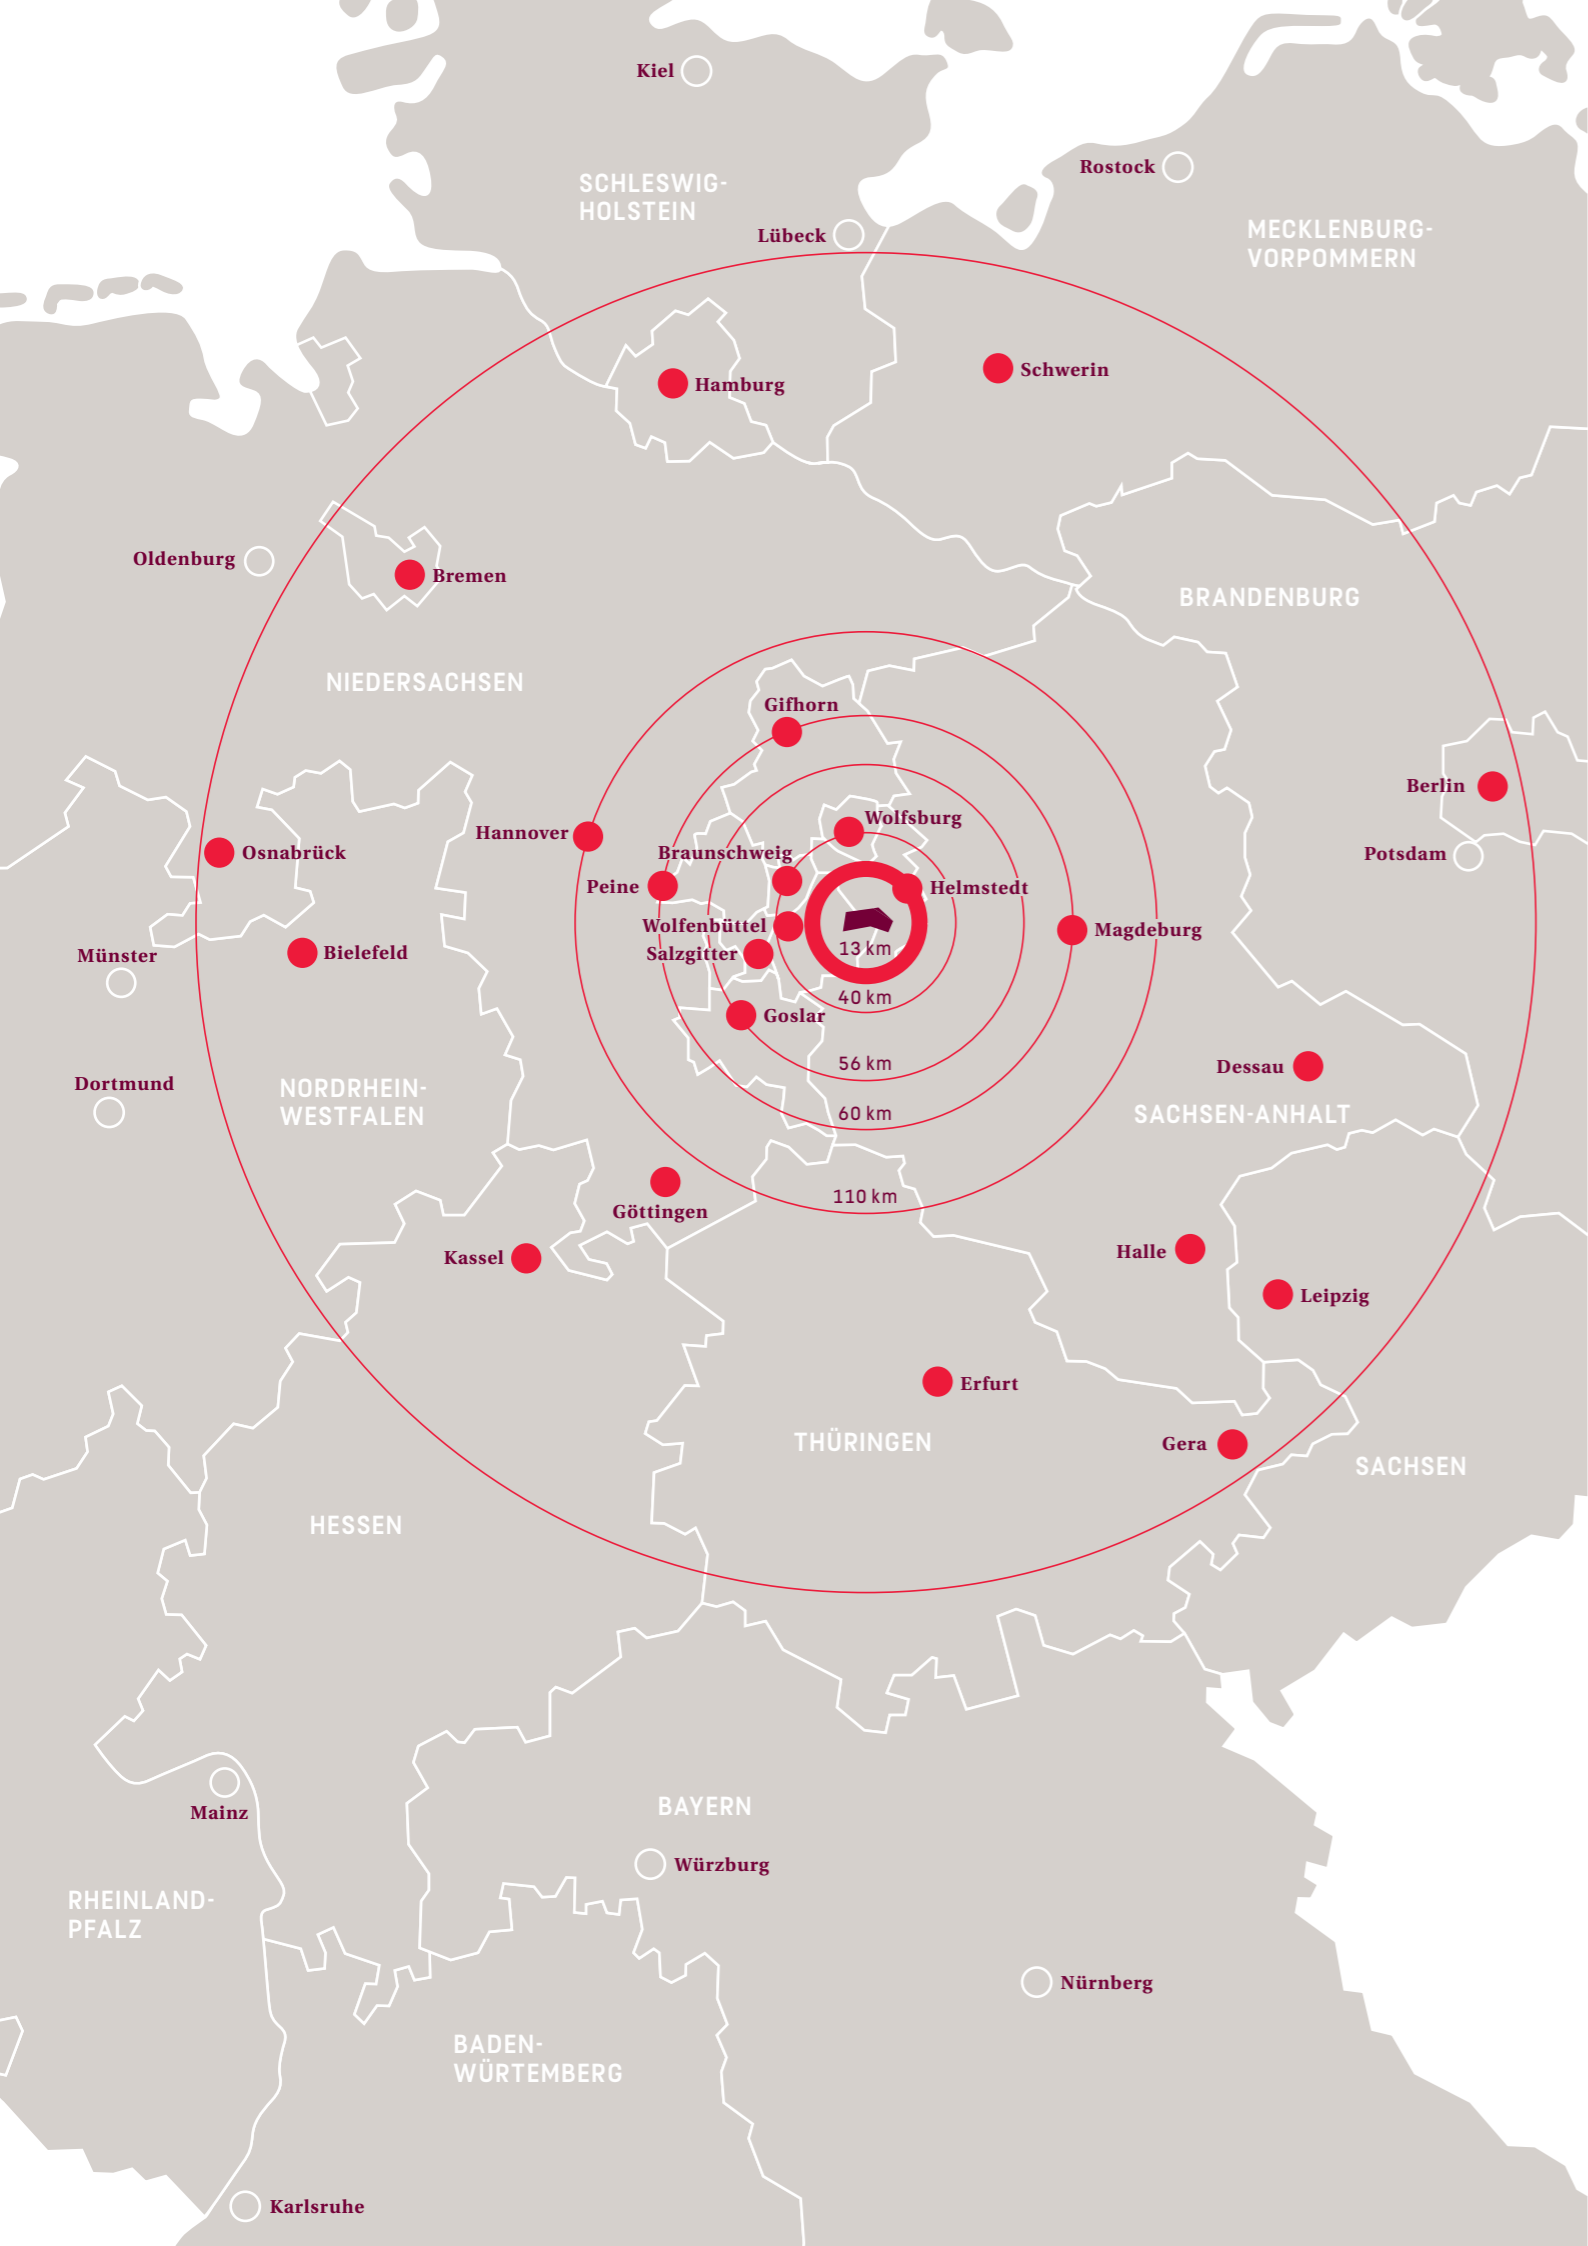 Kiel
Rostock
SCHLESWIG-
HOLSTEIN
Lübeck
MECKLENBURG-
VORPOMMERN
Schwerin
Hamburg
Oldenburg
Bremen
BRANDENBURG
NIEDERSACHSEN
Gifhorn
Berlin
Wolfsburg
Hannover
Braunschweig
Osnabrück
Potsdam
Peine
Helmstedt
Wolfenbüttel
Magdeburg
13 km
Salzgitter
Münster
Bielefeld
40 km
Goslar
56 km
Dessau
Dortmund
NORDRHEIN-
WESTFALEN
60 km
SACHSEN-ANHALT
110 km
Göttingen
Kassel
Halle
Leipzig
Erfurt
THÜRINGEN
Gera
SACHSEN
HESSEN
BAYERN
Mainz
Würzburg
RHEINLAND-
PFALZ
Nürnberg
BADEN-
WÜRTEMBERG
Karlsruhe